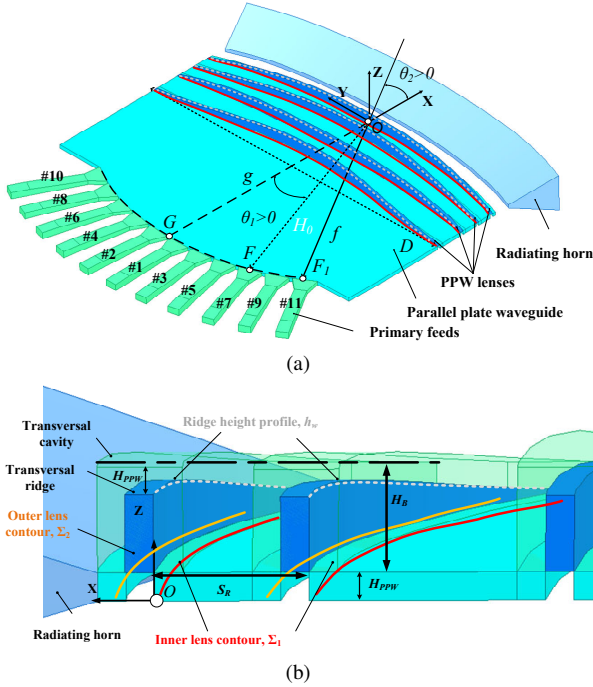 Z
θ₂>0
Y
X
O
#10
#8
#6
#4
#2
#1
#3
#5
#7
#9
#11
g
G
θ₁>0
H₀
f
F
F₁
D
Radiating horn
PPW lenses
Parallel plate waveguide
Primary feeds
(a)
Transversal
cavity
Ridge height profile, hw
Transversal
ridge
HPPW
Z
HB
Outer lens
contour, Σ₂
X
O
SR
HPPW
Radiating horn
Inner lens contour, Σ₁
(b)